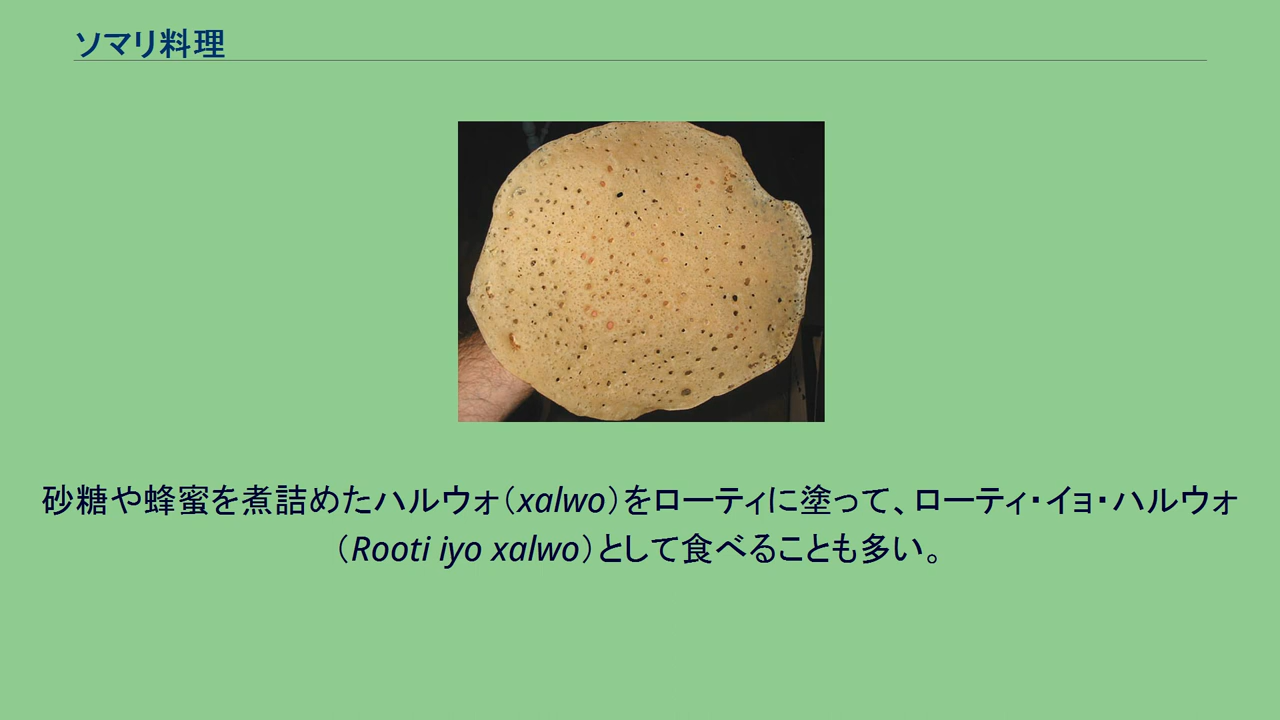 ソマリ料理
砂糖や蜂蜜を煮詰めたハルウォ（xalwo）をローティに塗って、ローティ・イョ・ハルウォ
（Rooti iyo xalwo）として食べることも多い。